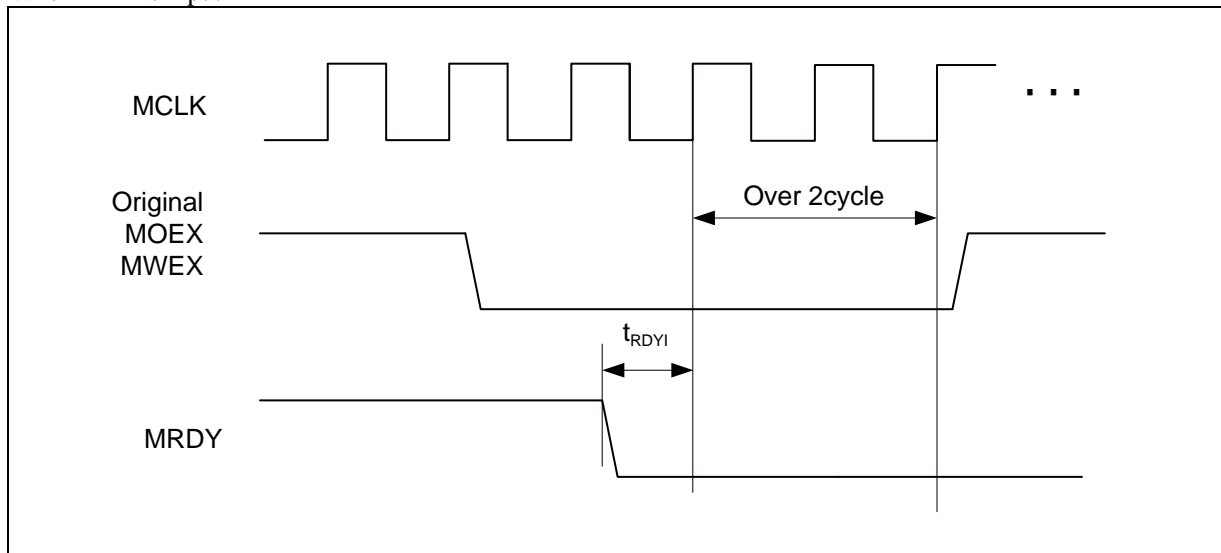 MCLK
. . .
Original
MOEX
MWEX
Over 2cycle
tRDYI
MRDY